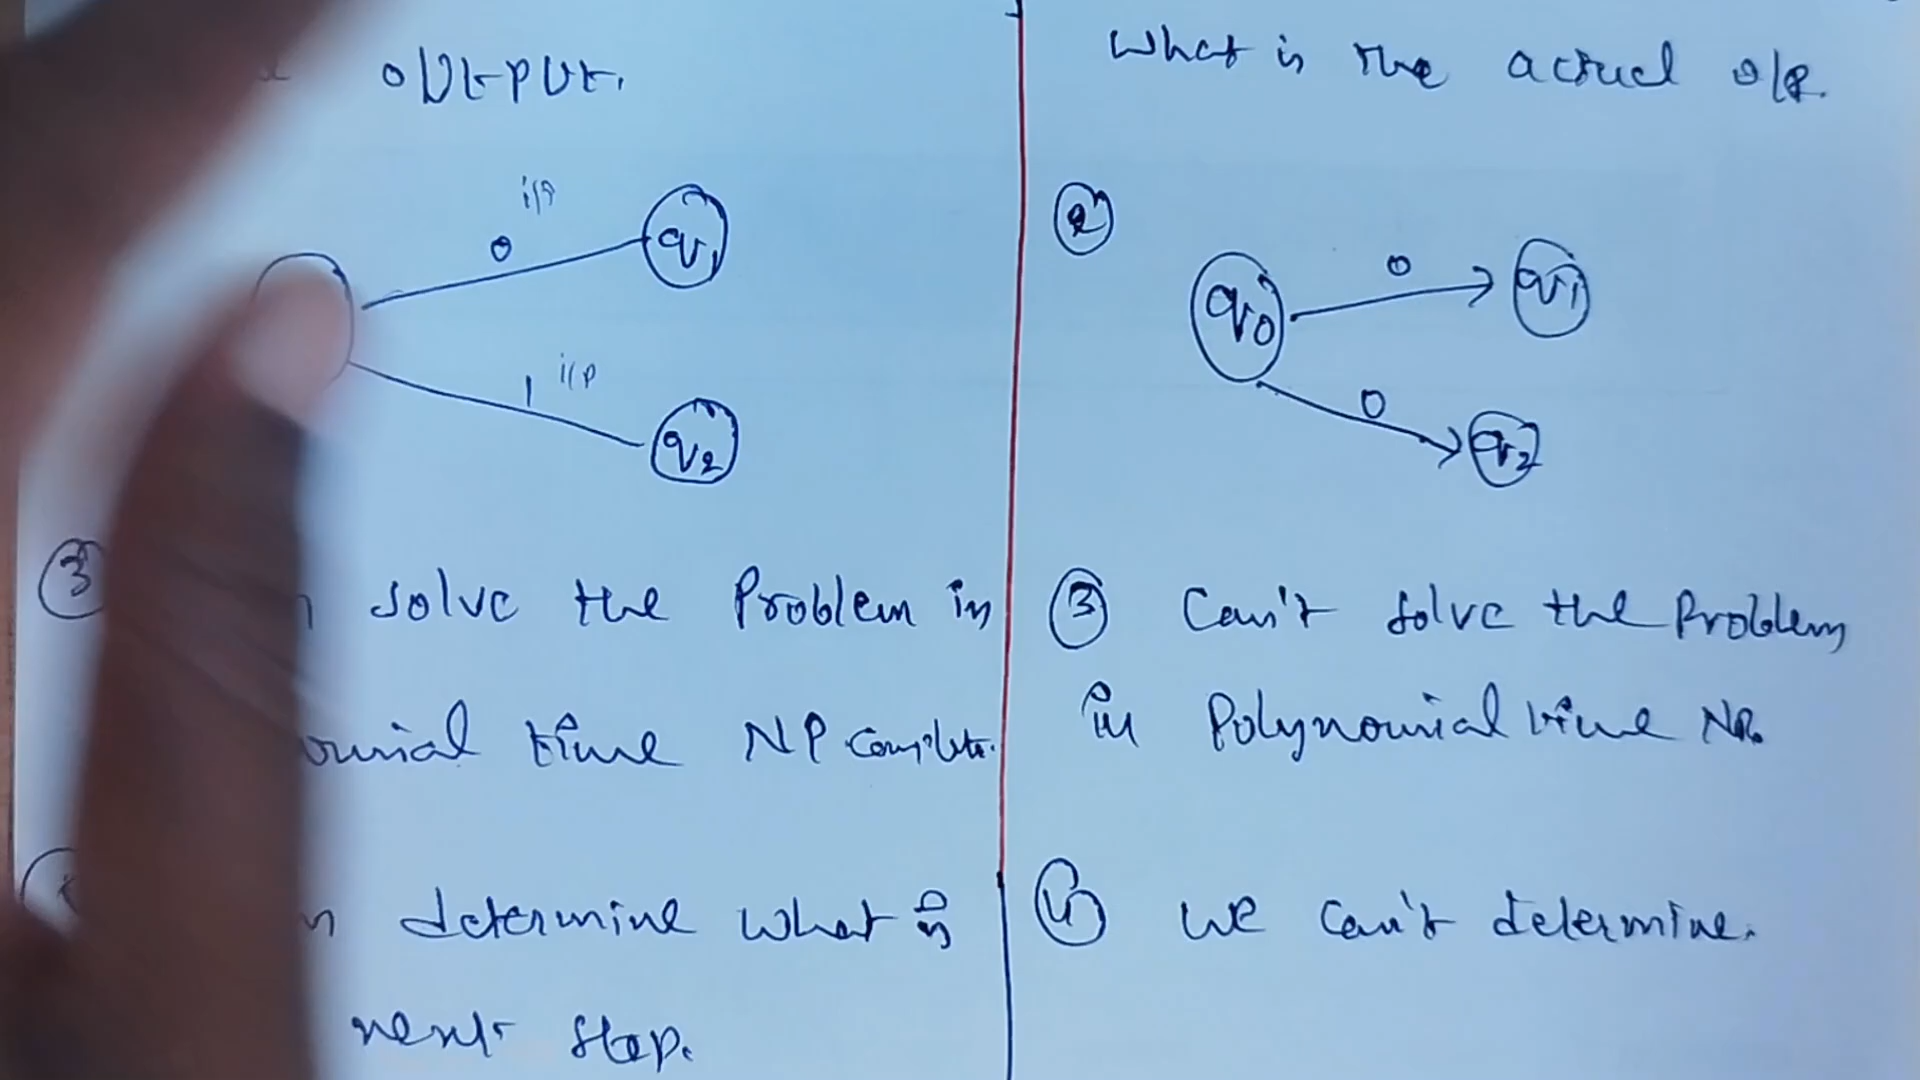 OUTPUT.
i/p
0
q1
1 i/p
q2
solve the Problem in
time NP complete.
determine what is
next step.
What is the actual o/p.
2
q0
0
q1
0
q2
3 Can't solve the Problem
in Polynomial time NP.
4 we can't determine.
3